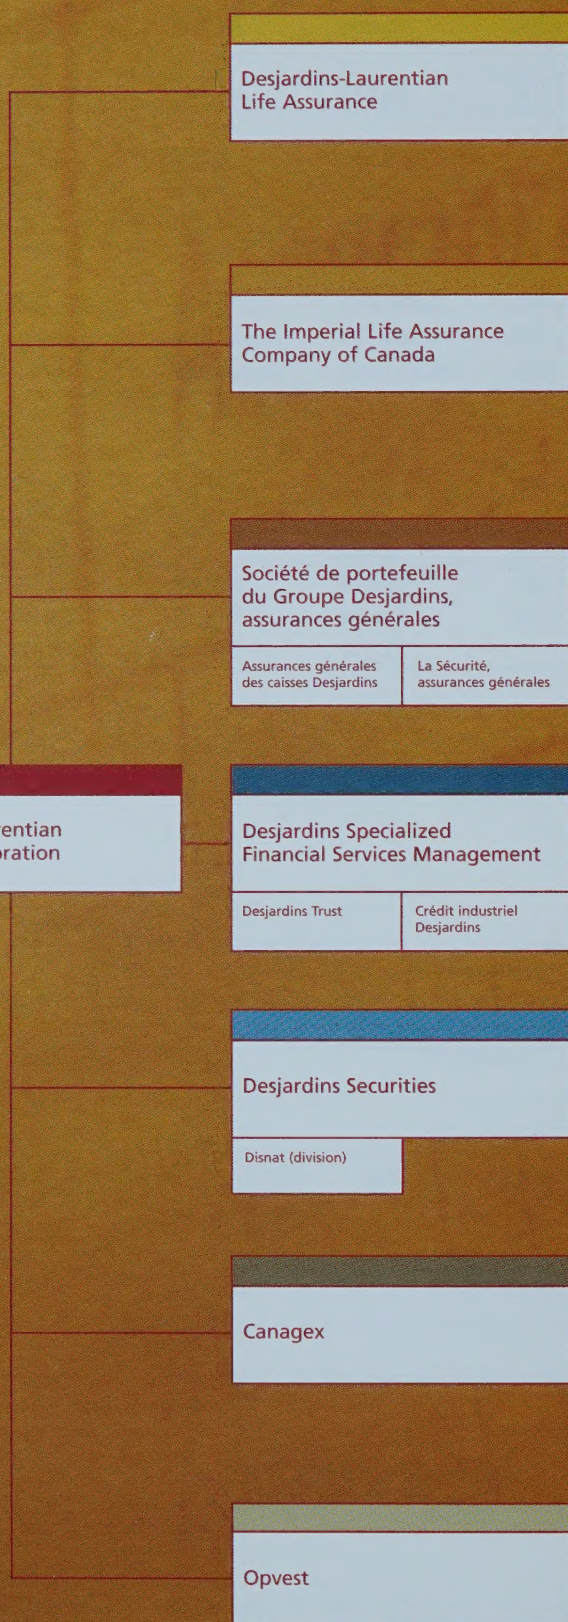 Desjardins-Laurentian
Life Assurance
The Imperial Life Assurance
Company of Canada
Société de portefeuille
du Groupe Desjardins,
assurances générales
Assurances générales
des caisses Desjardins
La Sécurité,
assurances générales
Desjardins Specialized
Financial Services Management
Desjardins Trust
Crédit industriel
Desjardins
Desjardins Securities
Disnat (division)
Canagex
Opvest